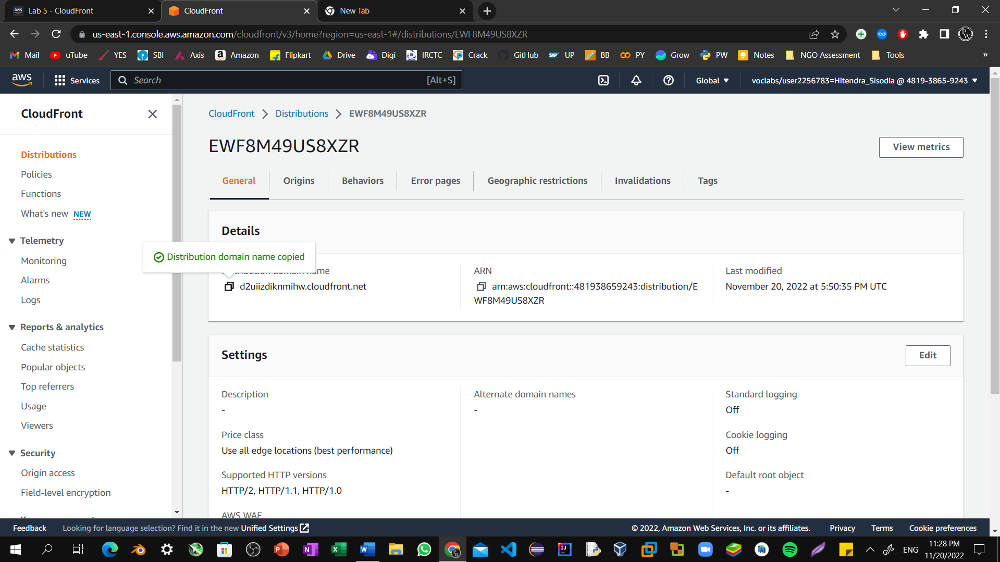 Lab 5 - CloudFront
CloudFront
New Tab
us-east-1.console.aws.amazon.com/cloudfront/v3/home?region=us-east-1#/distributions/EWF8M49US8XZR
Mail uTube YES SBI Axis Amazon Flipkart Drive Digi IRCTC Crack GitHub UP BB PY Grow PW Notes NGO Assessment Tools »
aws Services Search [Alt+S] Global voclabs/user2256783=Hitendra_Sisodia @ 4819-3865-9243
CloudFront
Distributions
Policies
Functions
What's new NEW
Telemetry
Monitoring
Alarms
Logs
Reports & analytics
Cache statistics
Popular objects
Top referrers
Usage
Viewers
Security
Origin access
Field-level encryption
CloudFront Distributions EWF8M49US8XZR
EWF8M49US8XZR
View metrics
General Origins Behaviors Error pages Geographic restrictions Invalidations Tags
Details
Distribution domain name copied
name
d2uiizdiknmihw.cloudfront.net
ARN
arn:aws:cloudfront::481938659243:distribution/E
WF8M49US8XZR
Last modified
November 20, 2022 at 5:50:35 PM UTC
Settings
Edit
Description
-
Price class
Use all edge locations (best performance)
Supported HTTP versions
HTTP/2, HTTP/1.1, HTTP/1.0
AWS WAF
Alternate domain names
-
Standard logging
Off
Cookie logging
Off
Default root object
-
Feedback Looking for language selection? Find it in the new Unified Settings © 2022, Amazon Web Services, Inc. or its affiliates. Privacy Terms Cookie preferences
ENG
11:28 PM
11/20/2022